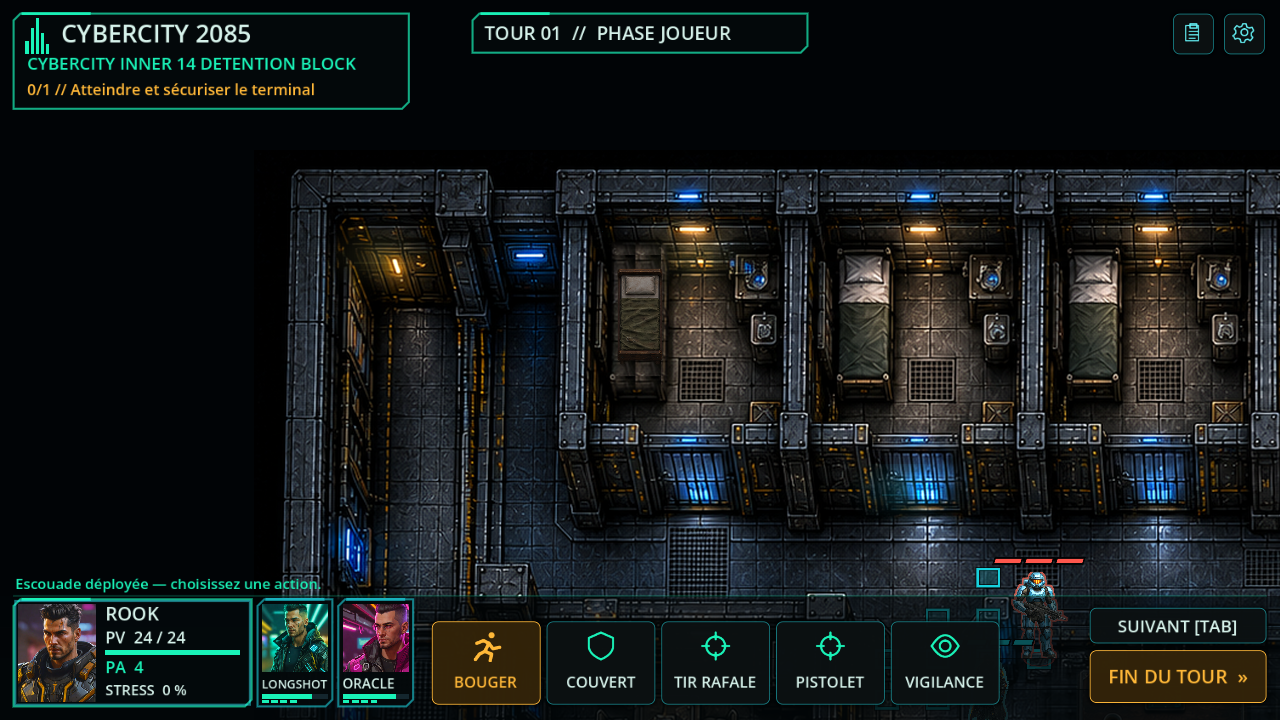 CYBERCITY 2085
CYBERCITY INNER 14 DETENTION BLOCK
0/1 // Atteindre et sécuriser le terminal
TOUR 01 // PHASE JOUEUR
Escouade déployée — choisissez une action.
ROOK
PV 24 / 24
PA 4
STRESS 0 %
LONGSHOT
ORACLE
BOUGER
COUVERT
TIR RAFALE
PISTOLET
VIGILANCE
SUIVANT [TAB]
FIN DU TOUR »